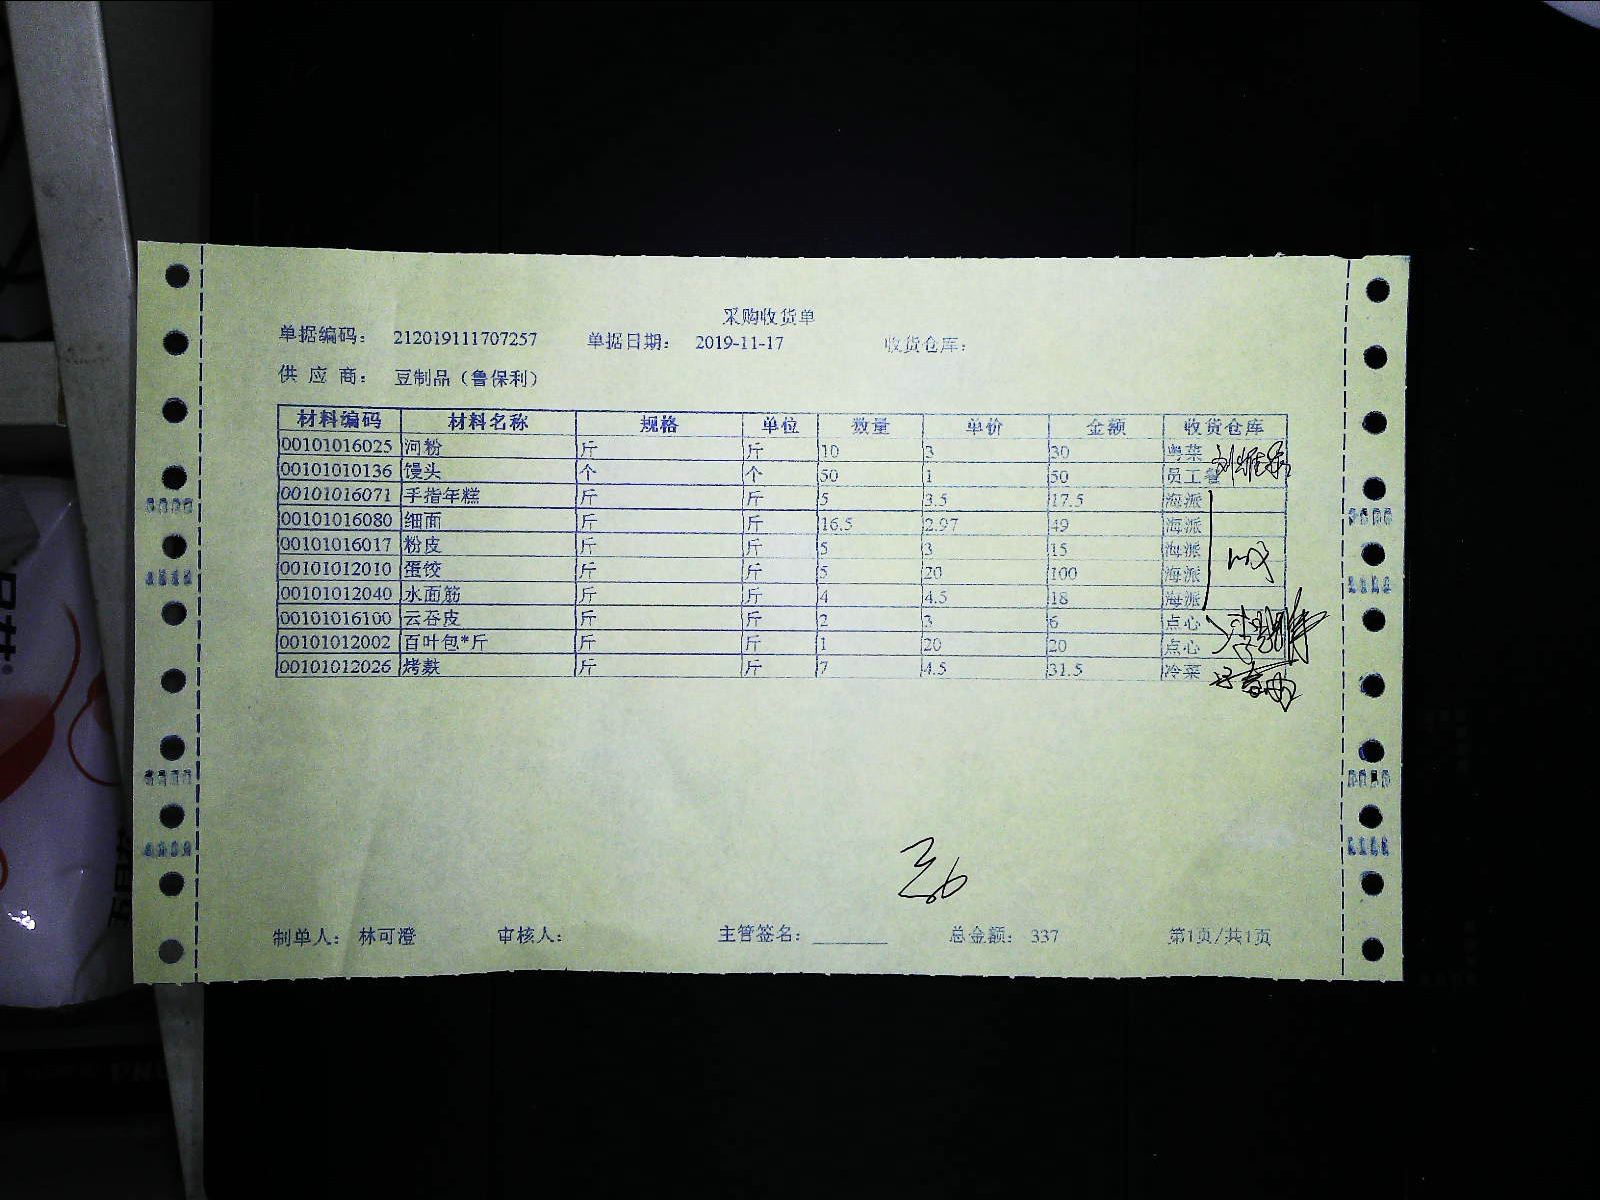 采购收货单
单据编码： 212019111707257 单据日期： 2019-11-17 收货仓库：
供 应 商： 豆制品（鲁保利）
材料编码 材料名称 规格 单位 数量 单价 金额 收货仓库
00101016025 河粉 斤 斤 10 3 30 粤菜
00101010136 馒头 个 个 50 1 50 员工餐
00101016071 手指年糕 斤 斤 5 3.5 17.5 海派
00101016080 细面 斤 斤 16.5 2.97 49 海派
00101016017 粉皮 斤 斤 5 3 15 海派
00101012010 蛋饺 斤 斤 5 20 100 海派
00101012040 水面筋 斤 斤 4 4.5 18 海派
00101016100 云吞皮 斤 斤 2 3 6 点心
00101012002 百叶包*斤 斤 斤 1 20 20 点心
00101012026 烤麸 斤 斤 7 4.5 31.5 冷菜
制单人： 林可澄 审核人： 主管签名： 总金额： 337 第1页/共1页